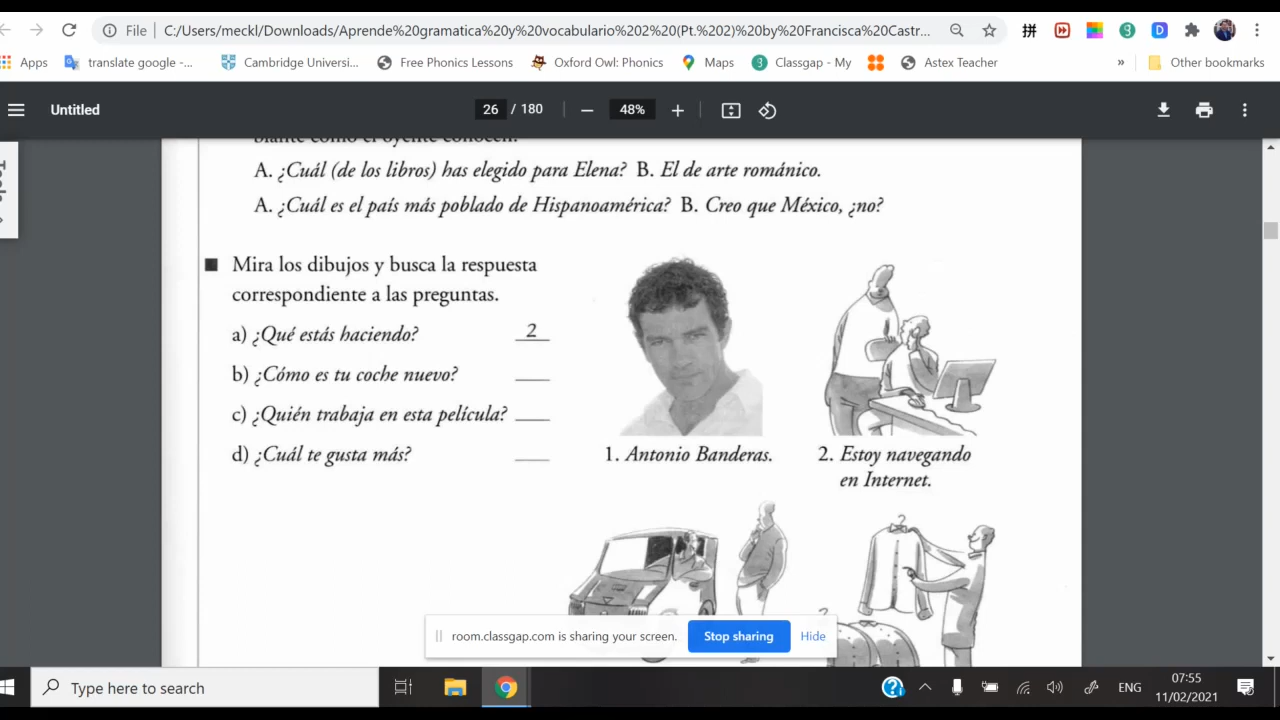 File
C:/Users/meckl/Downloads/Aprende%20gramatica%20y%20vocabulario%202%20(Pt.%202)%20by%20Francisca%20Castr...
Apps
translate google -...
Cambridge Universi...
Free Phonics Lessons
Oxford Owl: Phonics
Maps
Classgap - My
Astex Teacher
»
Other bookmarks
Untitled
26 / 180
48%
A. ¿Cuál (de los libros) has elegido para Elena? B. El de arte románico.
A. ¿Cuál es el país más poblado de Hispanoamérica? B. Creo que México, ¿no?
Mira los dibujos y busca la respuesta
correspondiente a las preguntas.
a) ¿Qué estás haciendo? 2
b) ¿Cómo es tu coche nuevo?
c) ¿Quién trabaja en esta película?
d) ¿Cuál te gusta más?
1. Antonio Banderas.
2. Estoy navegando
en Internet.
room.classgap.com is sharing your screen.
Stop sharing
Hide
Type here to search
ENG
07:55
11/02/2021